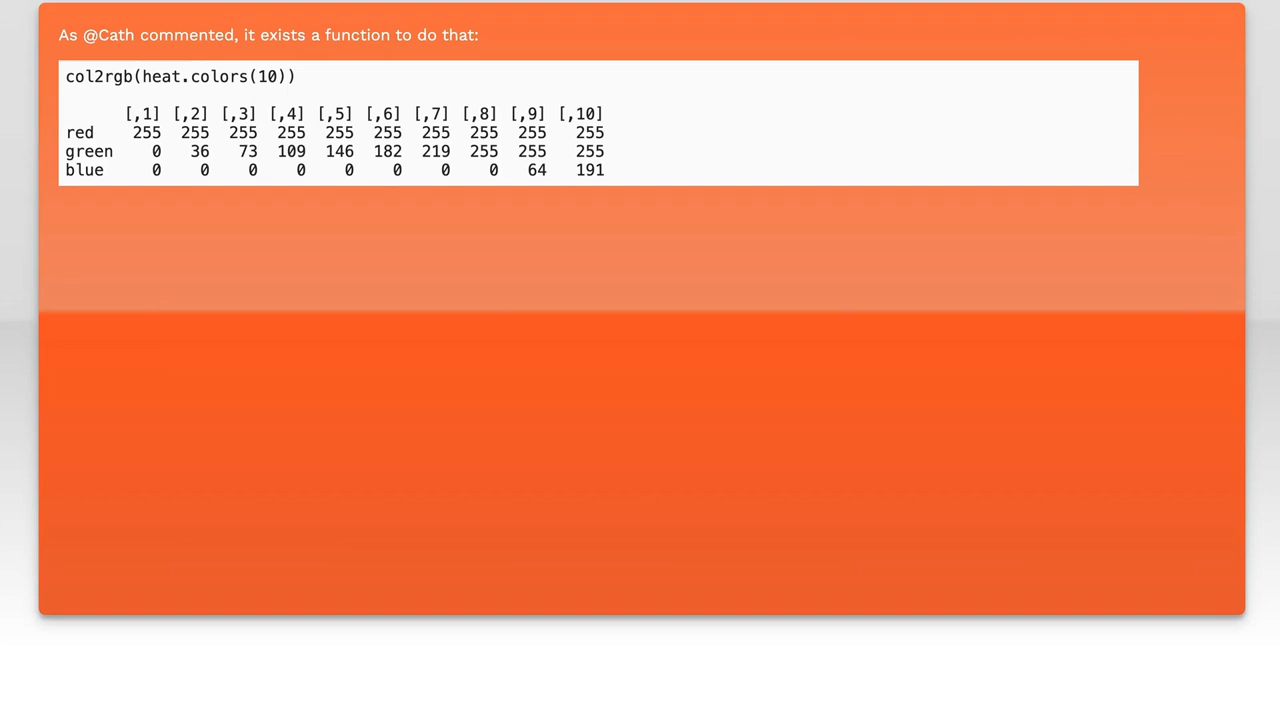 As @Cath commented, it exists a function to do that:
col2rgb(heat.colors(10))
[,1] [,2] [,3] [,4] [,5] [,6] [,7] [,8] [,9] [,10]
red 255 255 255 255 255 255 255 255 255 255
green 0 36 73 109 146 182 219 255 255 255
blue 0 0 0 0 0 0 0 0 64 191